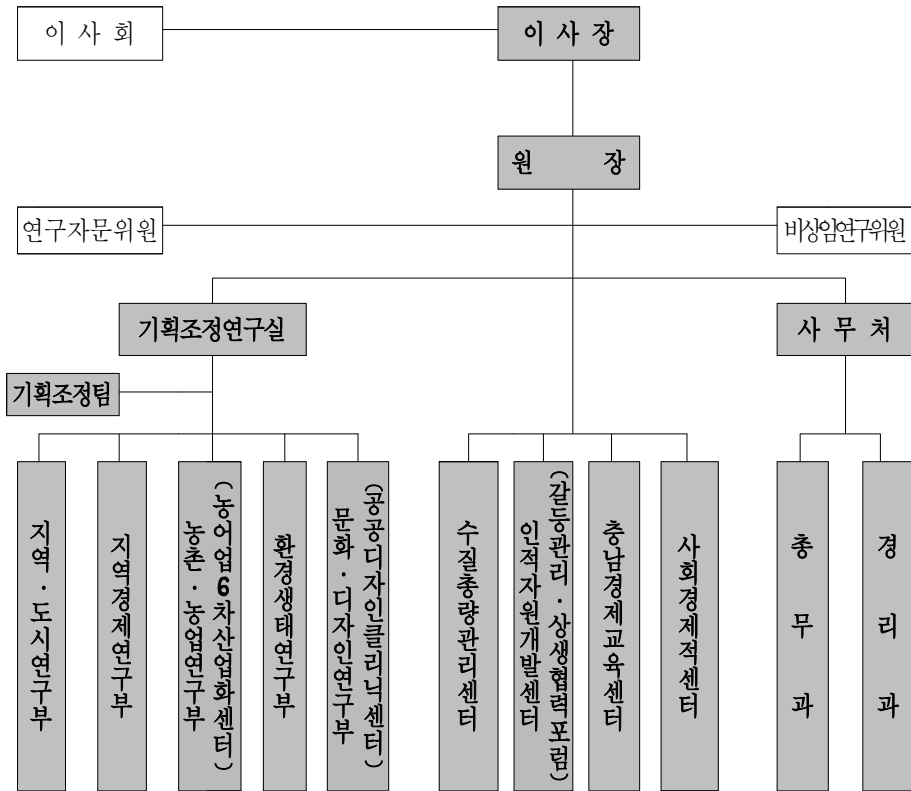 이 사 회
이 사 장
원 장
연구자문위원
비상임연구위원
기획조정연구실
사 무 처
기획조정팀
지역·도시연구부
지역경제연구부
농촌·농업연구부
(농어업6차산업화센터)
환경생태연구부
문화·디자인연구부
(공공디자인클리닉센터)
수질총량관리센터
인적자원개발센터
(갈등관리·상생협력포럼)
충남경제교육센터
사회경제적센터
총 무 과
경 리 과